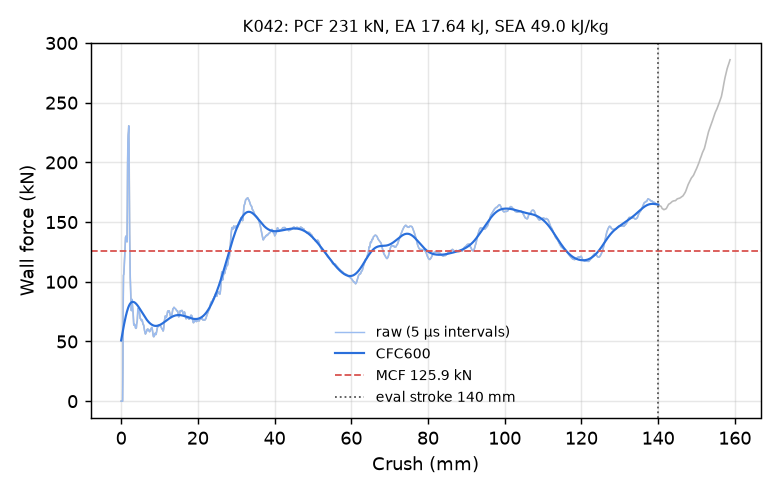 K042: PCF 231 kN, EA 17.64 kJ, SEA 49.0 kJ/kg
300
250
200
150
100
50
0
Wall force (kN)
raw (5 µs intervals)
CFC600
MCF 125.9 kN
eval stroke 140 mm
0 20 40 60 80 100 120 140 160
Crush (mm)